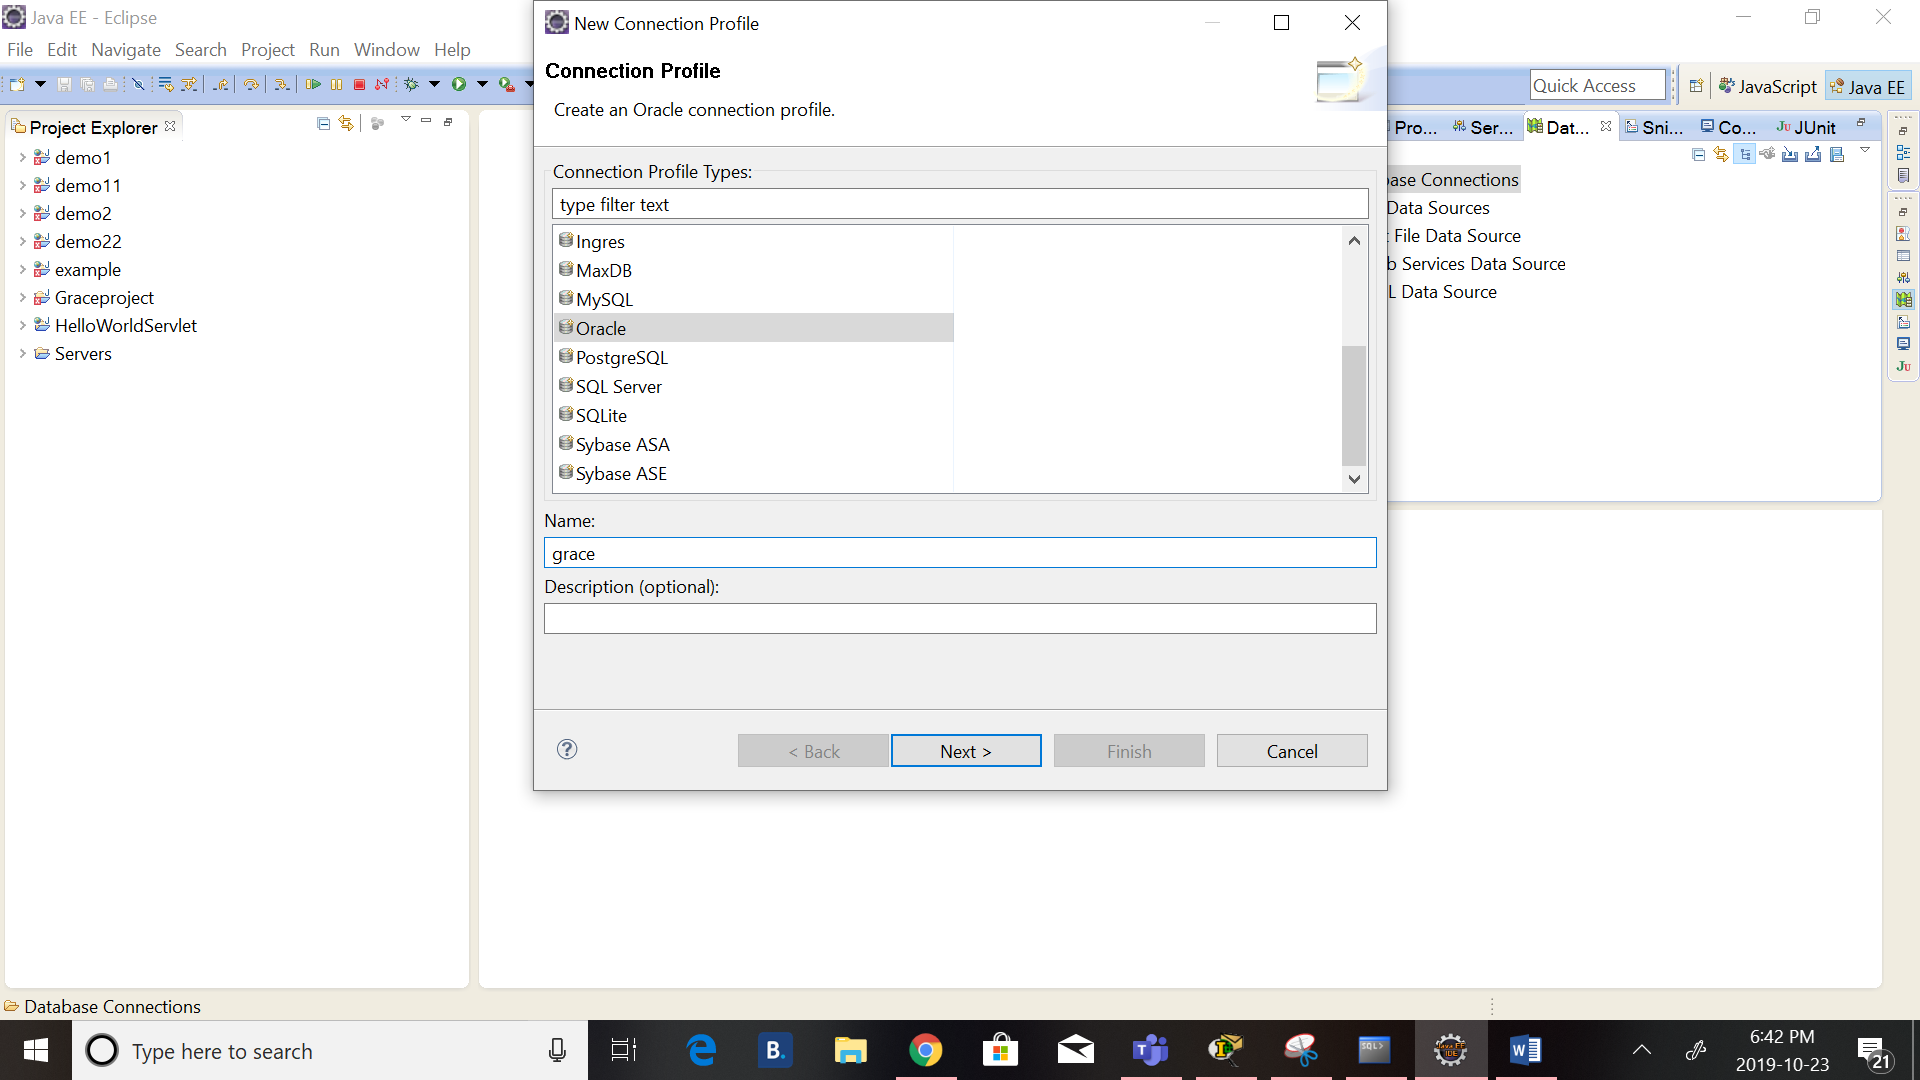 Java EE - Eclipse
File Edit Navigate Search Project Run Window Help
Quick Access
JavaScript
Java EE
Project Explorer
demo1
demo11
demo2
demo22
example
Graceproject
HelloWorldServlet
Servers
New Connection Profile
Connection Profile
Create an Oracle connection profile.
Connection Profile Types:
type filter text
Ingres
MaxDB
MySQL
Oracle
PostgreSQL
SQL Server
SQLite
Sybase ASA
Sybase ASE
Name:
grace
Description (optional):
< Back
Next >
Finish
Cancel
Pro...
Ser...
Dat...
Sni...
Co...
JUnit
ase Connections
Data Sources
File Data Source
b Services Data Source
L Data Source
Database Connections
Type here to search
B.
SQL>
Java EE
IDE
6:42 PM
2019-10-23
21